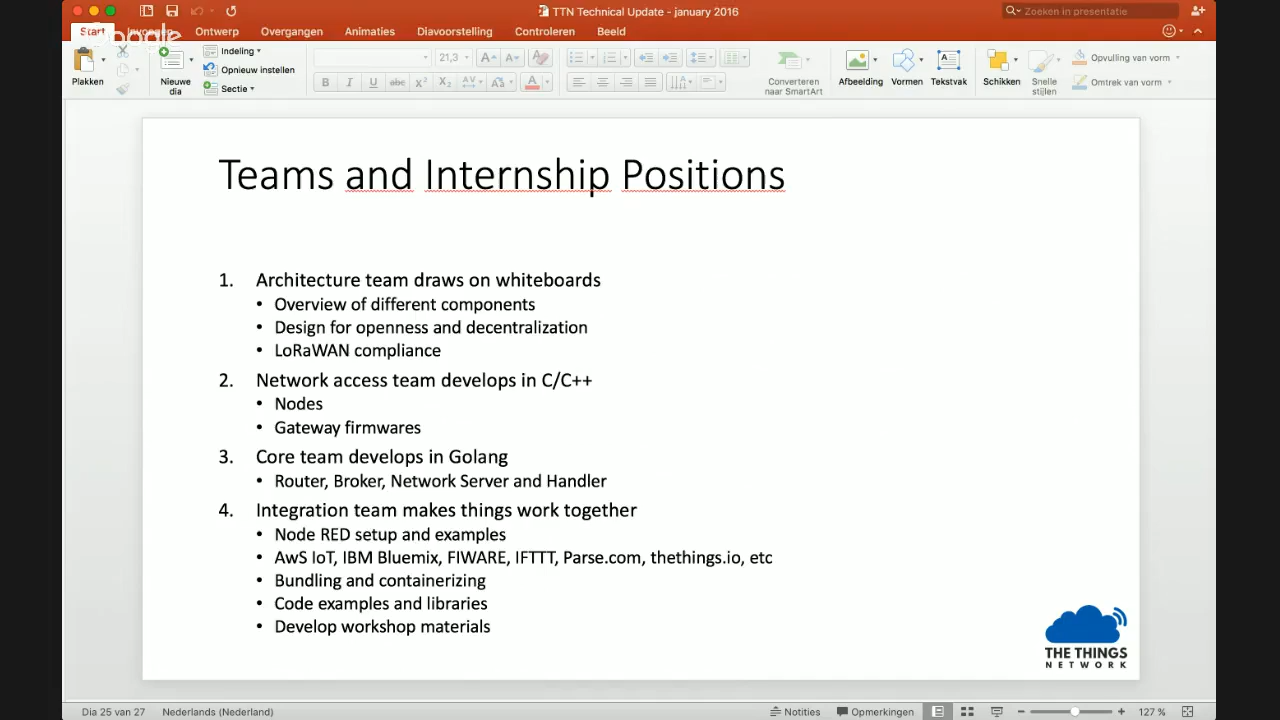 TTN Technical Update - january 2016
Zoeken in presentatie
Start Invoegen Ontwerp Overgangen Animaties Diavoorstelling Controleren Beeld
Google
Plakken
Nieuwe dia
Indeling
Opnieuw instellen
Sectie
21,3
Converteren naar SmartArt
Afbeelding
Vormen
Tekstvak
Schikken
Snelle stijlen
Opvulling van vorm
Omtrek van vorm
Teams and Internship Positions
1. Architecture team draws on whiteboards
• Overview of different components
• Design for openness and decentralization
• LoRaWAN compliance
2. Network access team develops in C/C++
• Nodes
• Gateway firmwares
3. Core team develops in Golang
• Router, Broker, Network Server and Handler
4. Integration team makes things work together
• Node RED setup and examples
• AwS IoT, IBM Bluemix, FIWARE, IFTTT, Parse.com, thethings.io, etc
• Bundling and containerizing
• Code examples and libraries
• Develop workshop materials
THE THINGS
NETWORK
Dia 25 van 27 Nederlands (Nederland) Notities Opmerkingen 127 %